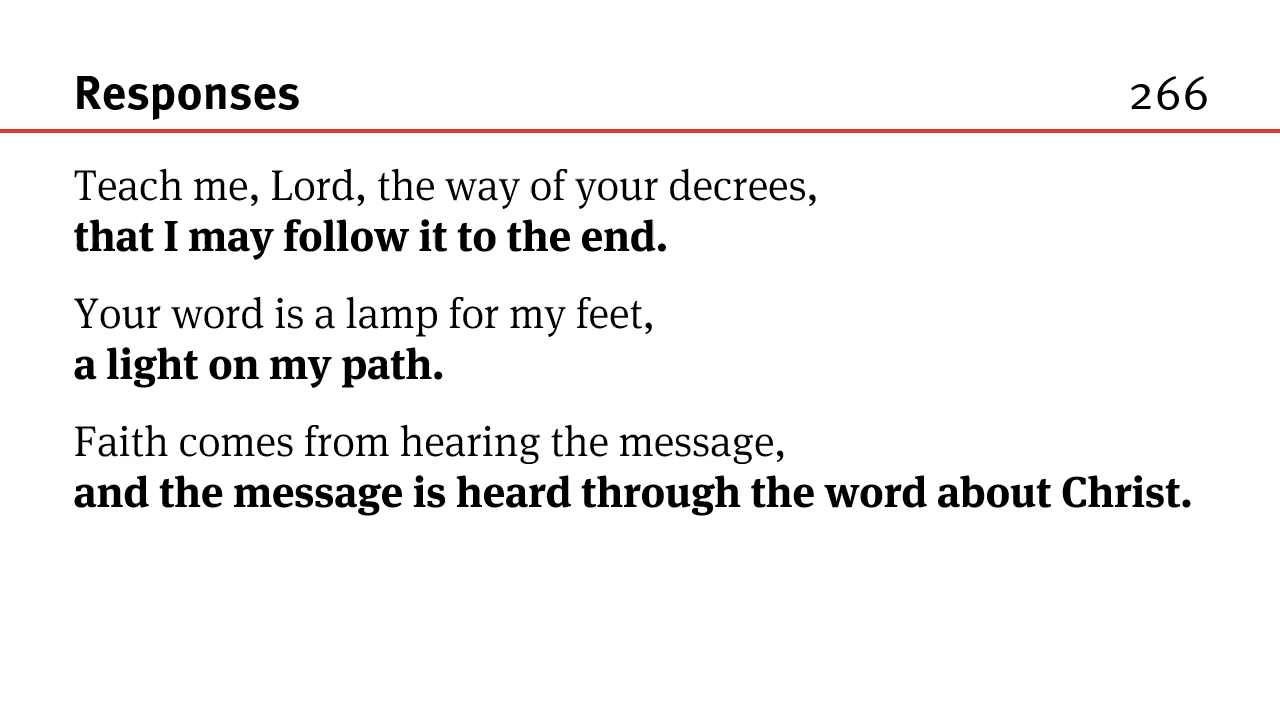 Responses 266
Teach me, Lord, the way of your decrees,
that I may follow it to the end.
Your word is a lamp for my feet,
a light on my path.
Faith comes from hearing the message,
and the message is heard through the word about Christ.